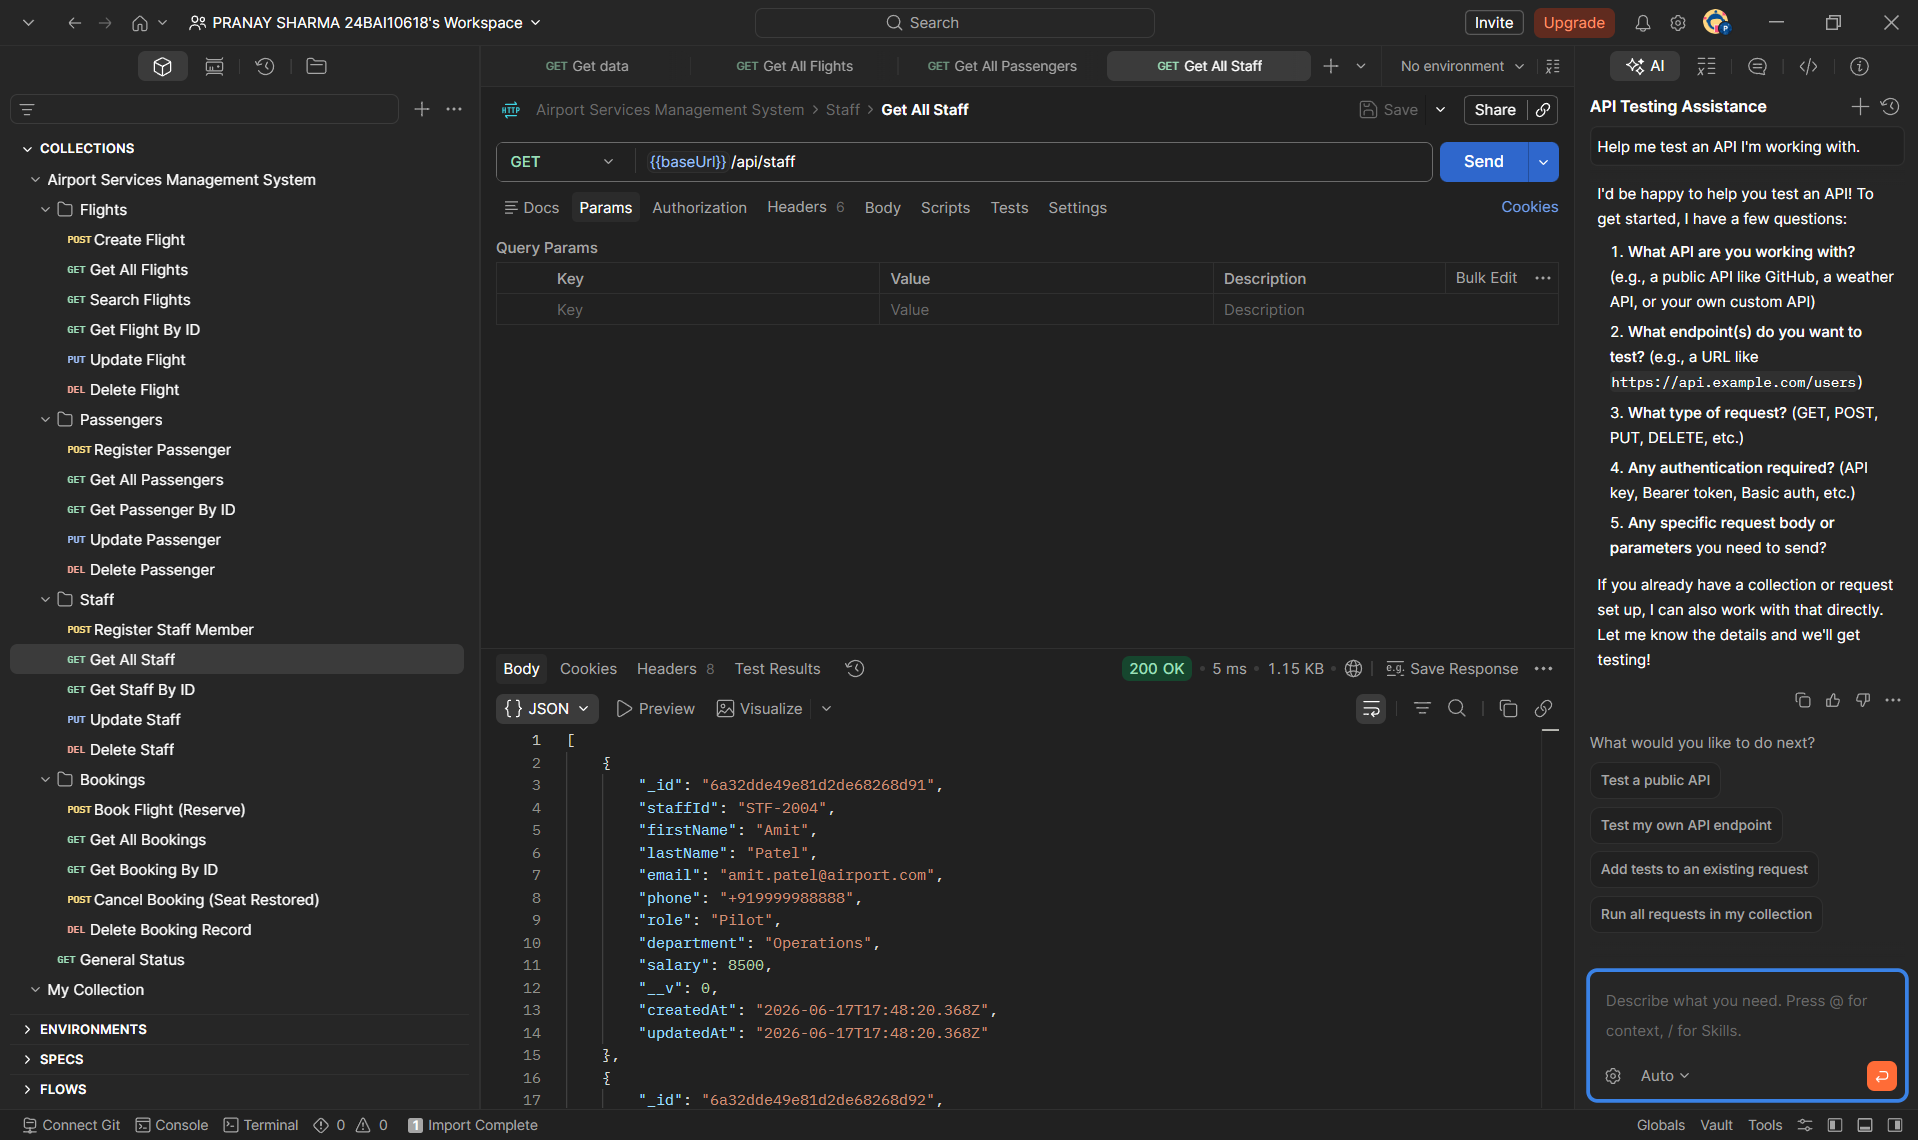 PRANAY SHARMA 24BAI10618's Workspace
Search
Invite
Upgrade
GET Get data
GET Get All Flights
GET Get All Passengers
GET Get All Staff
No environment
AI
COLLECTIONS
Airport Services Management System
Flights
POST Create Flight
GET Get All Flights
GET Search Flights
GET Get Flight By ID
PUT Update Flight
DEL Delete Flight
Passengers
POST Register Passenger
GET Get All Passengers
GET Get Passenger By ID
PUT Update Passenger
DEL Delete Passenger
Staff
POST Register Staff Member
GET Get All Staff
GET Get Staff By ID
PUT Update Staff
DEL Delete Staff
Bookings
POST Book Flight (Reserve)
GET Get All Bookings
GET Get Booking By ID
POST Cancel Booking (Seat Restored)
DEL Delete Booking Record
GET General Status
My Collection
ENVIRONMENTS
SPECS
FLOWS
HTTP Airport Services Management System > Staff > Get All Staff
Save
Share
GET
{{baseUrl}} /api/staff
Send
Docs Params Authorization Headers 6 Body Scripts Tests Settings
Cookies
Query Params
Key Value Description Bulk Edit
Key Value Description
Body Cookies Headers 8 Test Results
200 OK • 5 ms • 1.15 KB •
e.g. Save Response
{} JSON Preview Visualize
1 [
2 {
3 "_id": "6a32dde49e81d2de68268d91",
4 "staffId": "STF-2004",
5 "firstName": "Amit",
6 "lastName": "Patel",
7 "email": "amit.patel@airport.com",
8 "phone": "+919999988888",
9 "role": "Pilot",
10 "department": "Operations",
11 "salary": 8500,
12 "__v": 0,
13 "createdAt": "2026-06-17T17:48:20.368Z",
14 "updatedAt": "2026-06-17T17:48:20.368Z"
15 },
16 {
17 "_id": "6a32dde49e81d2de68268d92",
API Testing Assistance
Help me test an API I'm working with.
I'd be happy to help you test an API! To
get started, I have a few questions:
1. What API are you working with?
(e.g., a public API like GitHub, a weather
API, or your own custom API)
2. What endpoint(s) do you want to
test? (e.g., a URL like
https://api.example.com/users)
3. What type of request? (GET, POST,
PUT, DELETE, etc.)
4. Any authentication required? (API
key, Bearer token, Basic auth, etc.)
5. Any specific request body or
parameters you need to send?
If you already have a collection or request
set up, I can also work with that directly.
Let me know the details and we'll get
testing!
What would you like to do next?
Test a public API
Test my own API endpoint
Add tests to an existing request
Run all requests in my collection
Describe what you need. Press @ for
context, / for Skills.
Auto
Connect Git
Console
Terminal
0
0
1 Import Complete
Globals
Vault
Tools